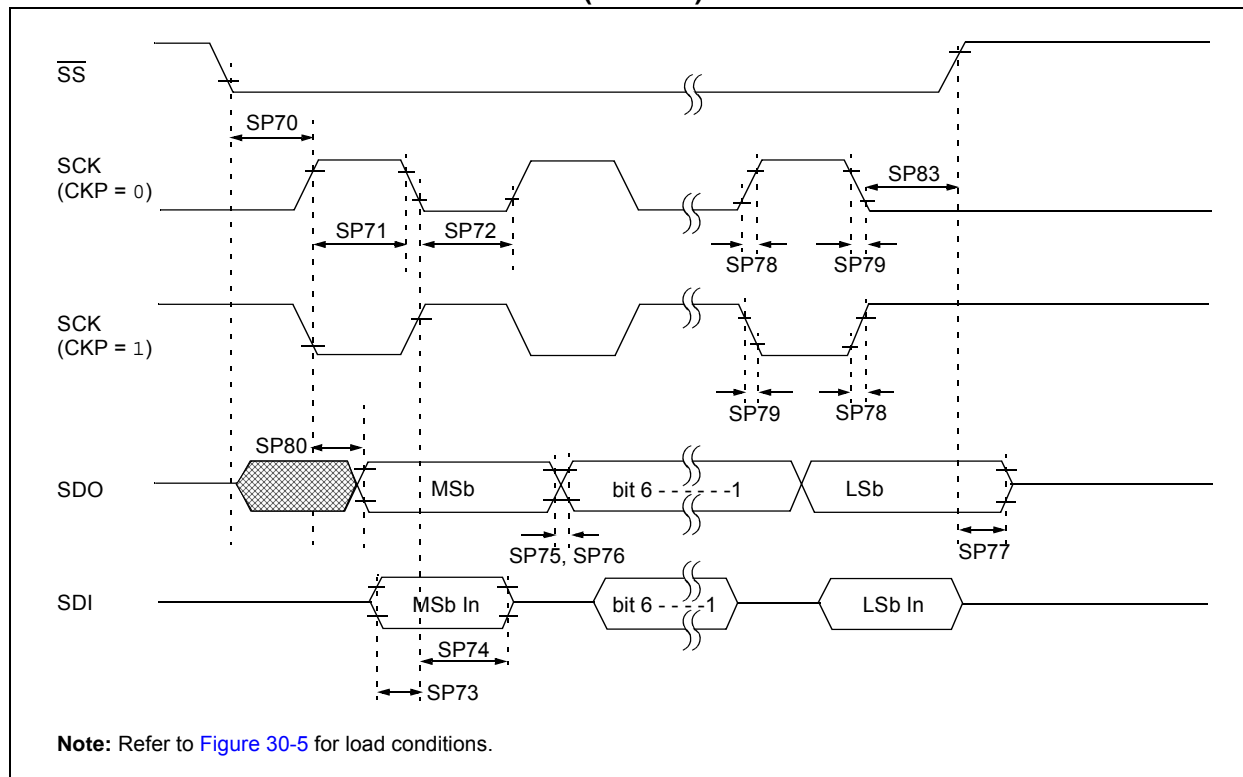 SS
SP70
SCK
(CKP = 0)
SP83
SP71
SP72
SP78
SP79
SCK
(CKP = 1)
SP79
SP78
SP80
SDO
MSb
bit 6 - - - - - - -1
LSb
SP75, SP76
SP77
SDI
MSb In
bit 6 - - - - -1
LSb In
SP74
SP73
Note: Refer to Figure 30-5 for load conditions.